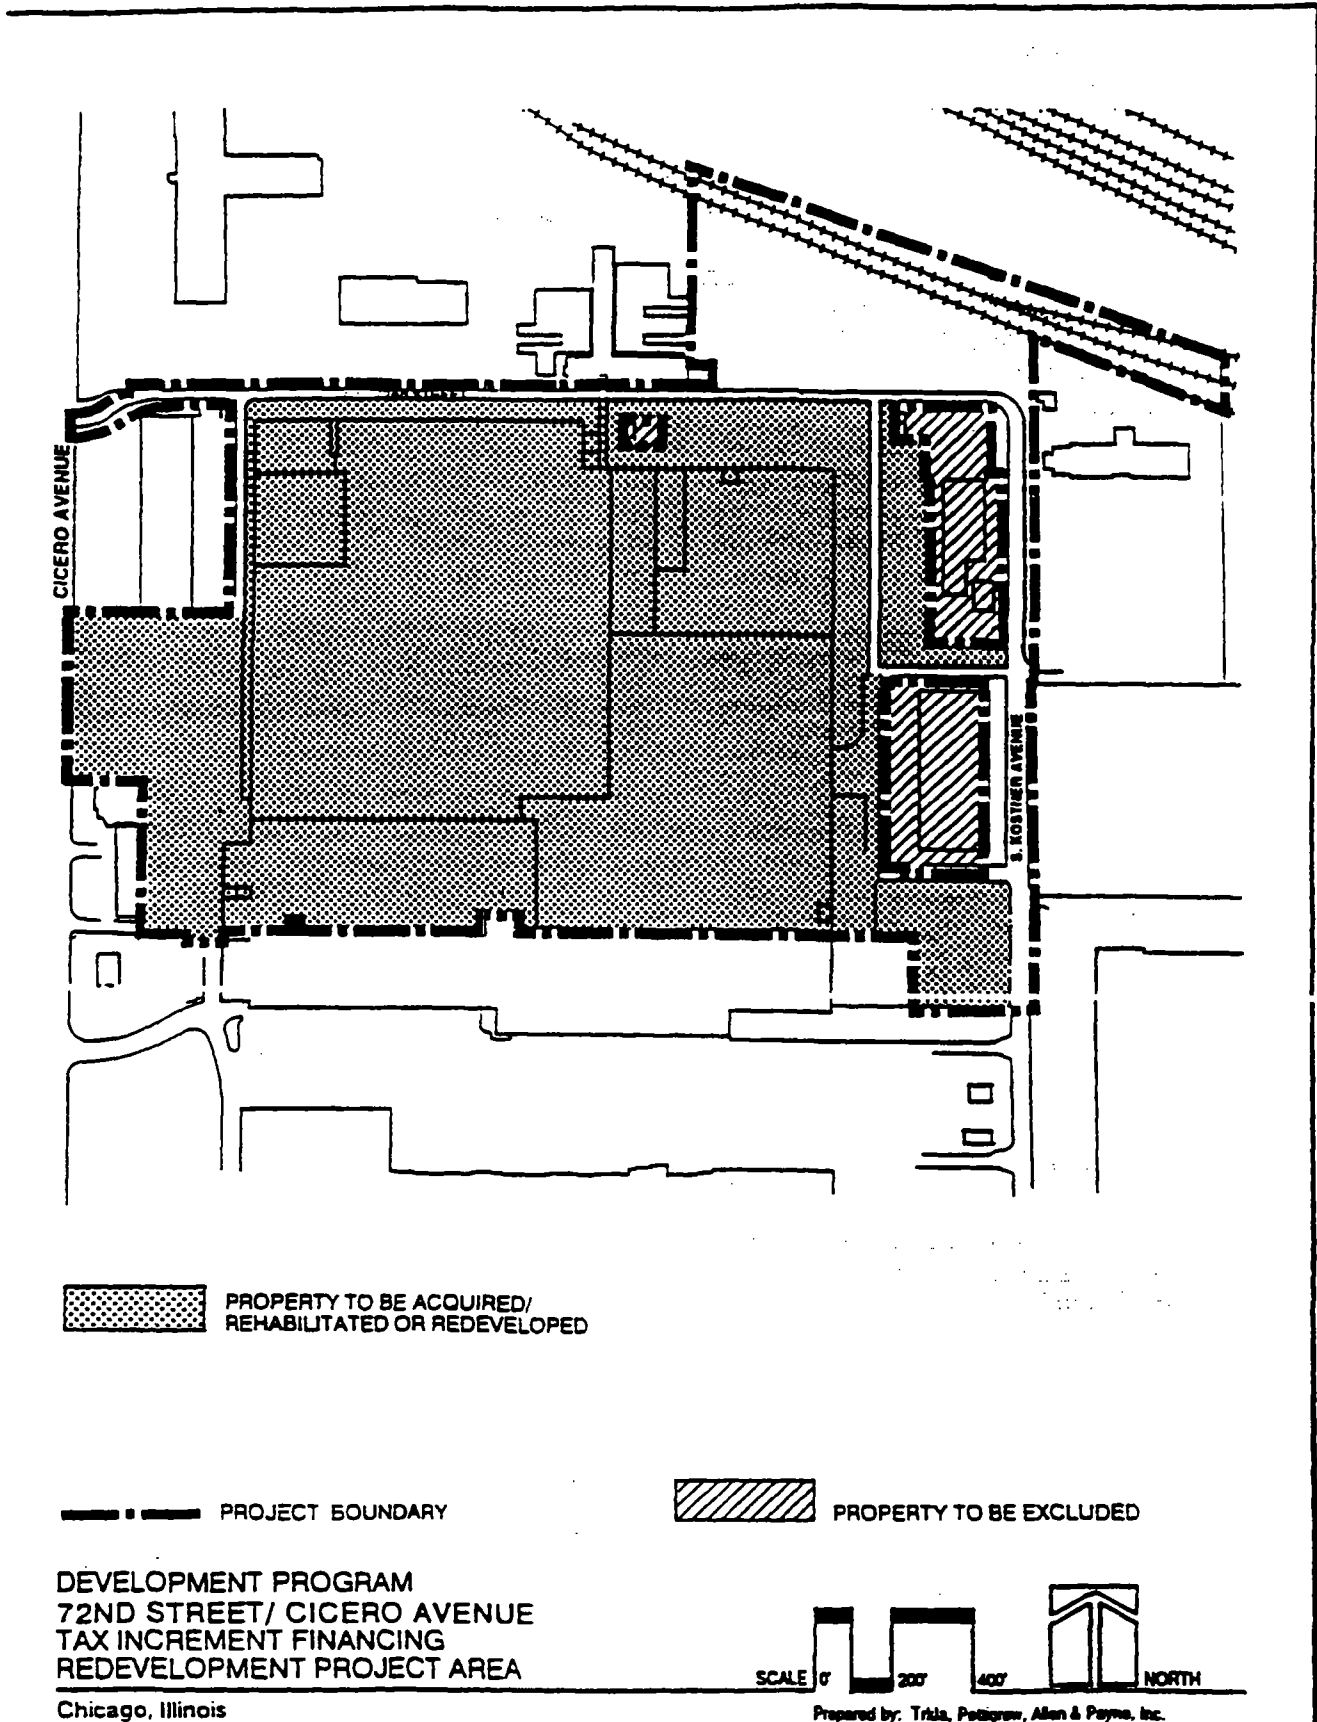 CICERO AVENUE
S. KOSTNER AVENUE
PROPERTY TO BE ACQUIRED/
REHABILITATED OR REDEVELOPED
PROJECT BOUNDARY
PROPERTY TO BE EXCLUDED
DEVELOPMENT PROGRAM
72ND STREET/ CICERO AVENUE
TAX INCREMENT FINANCING
REDEVELOPMENT PROJECT AREA
SCALE 0' 200' 400' NORTH
Chicago, Illinois
Prepared by: Trkla, Pettigrew, Allen & Payne, Inc.